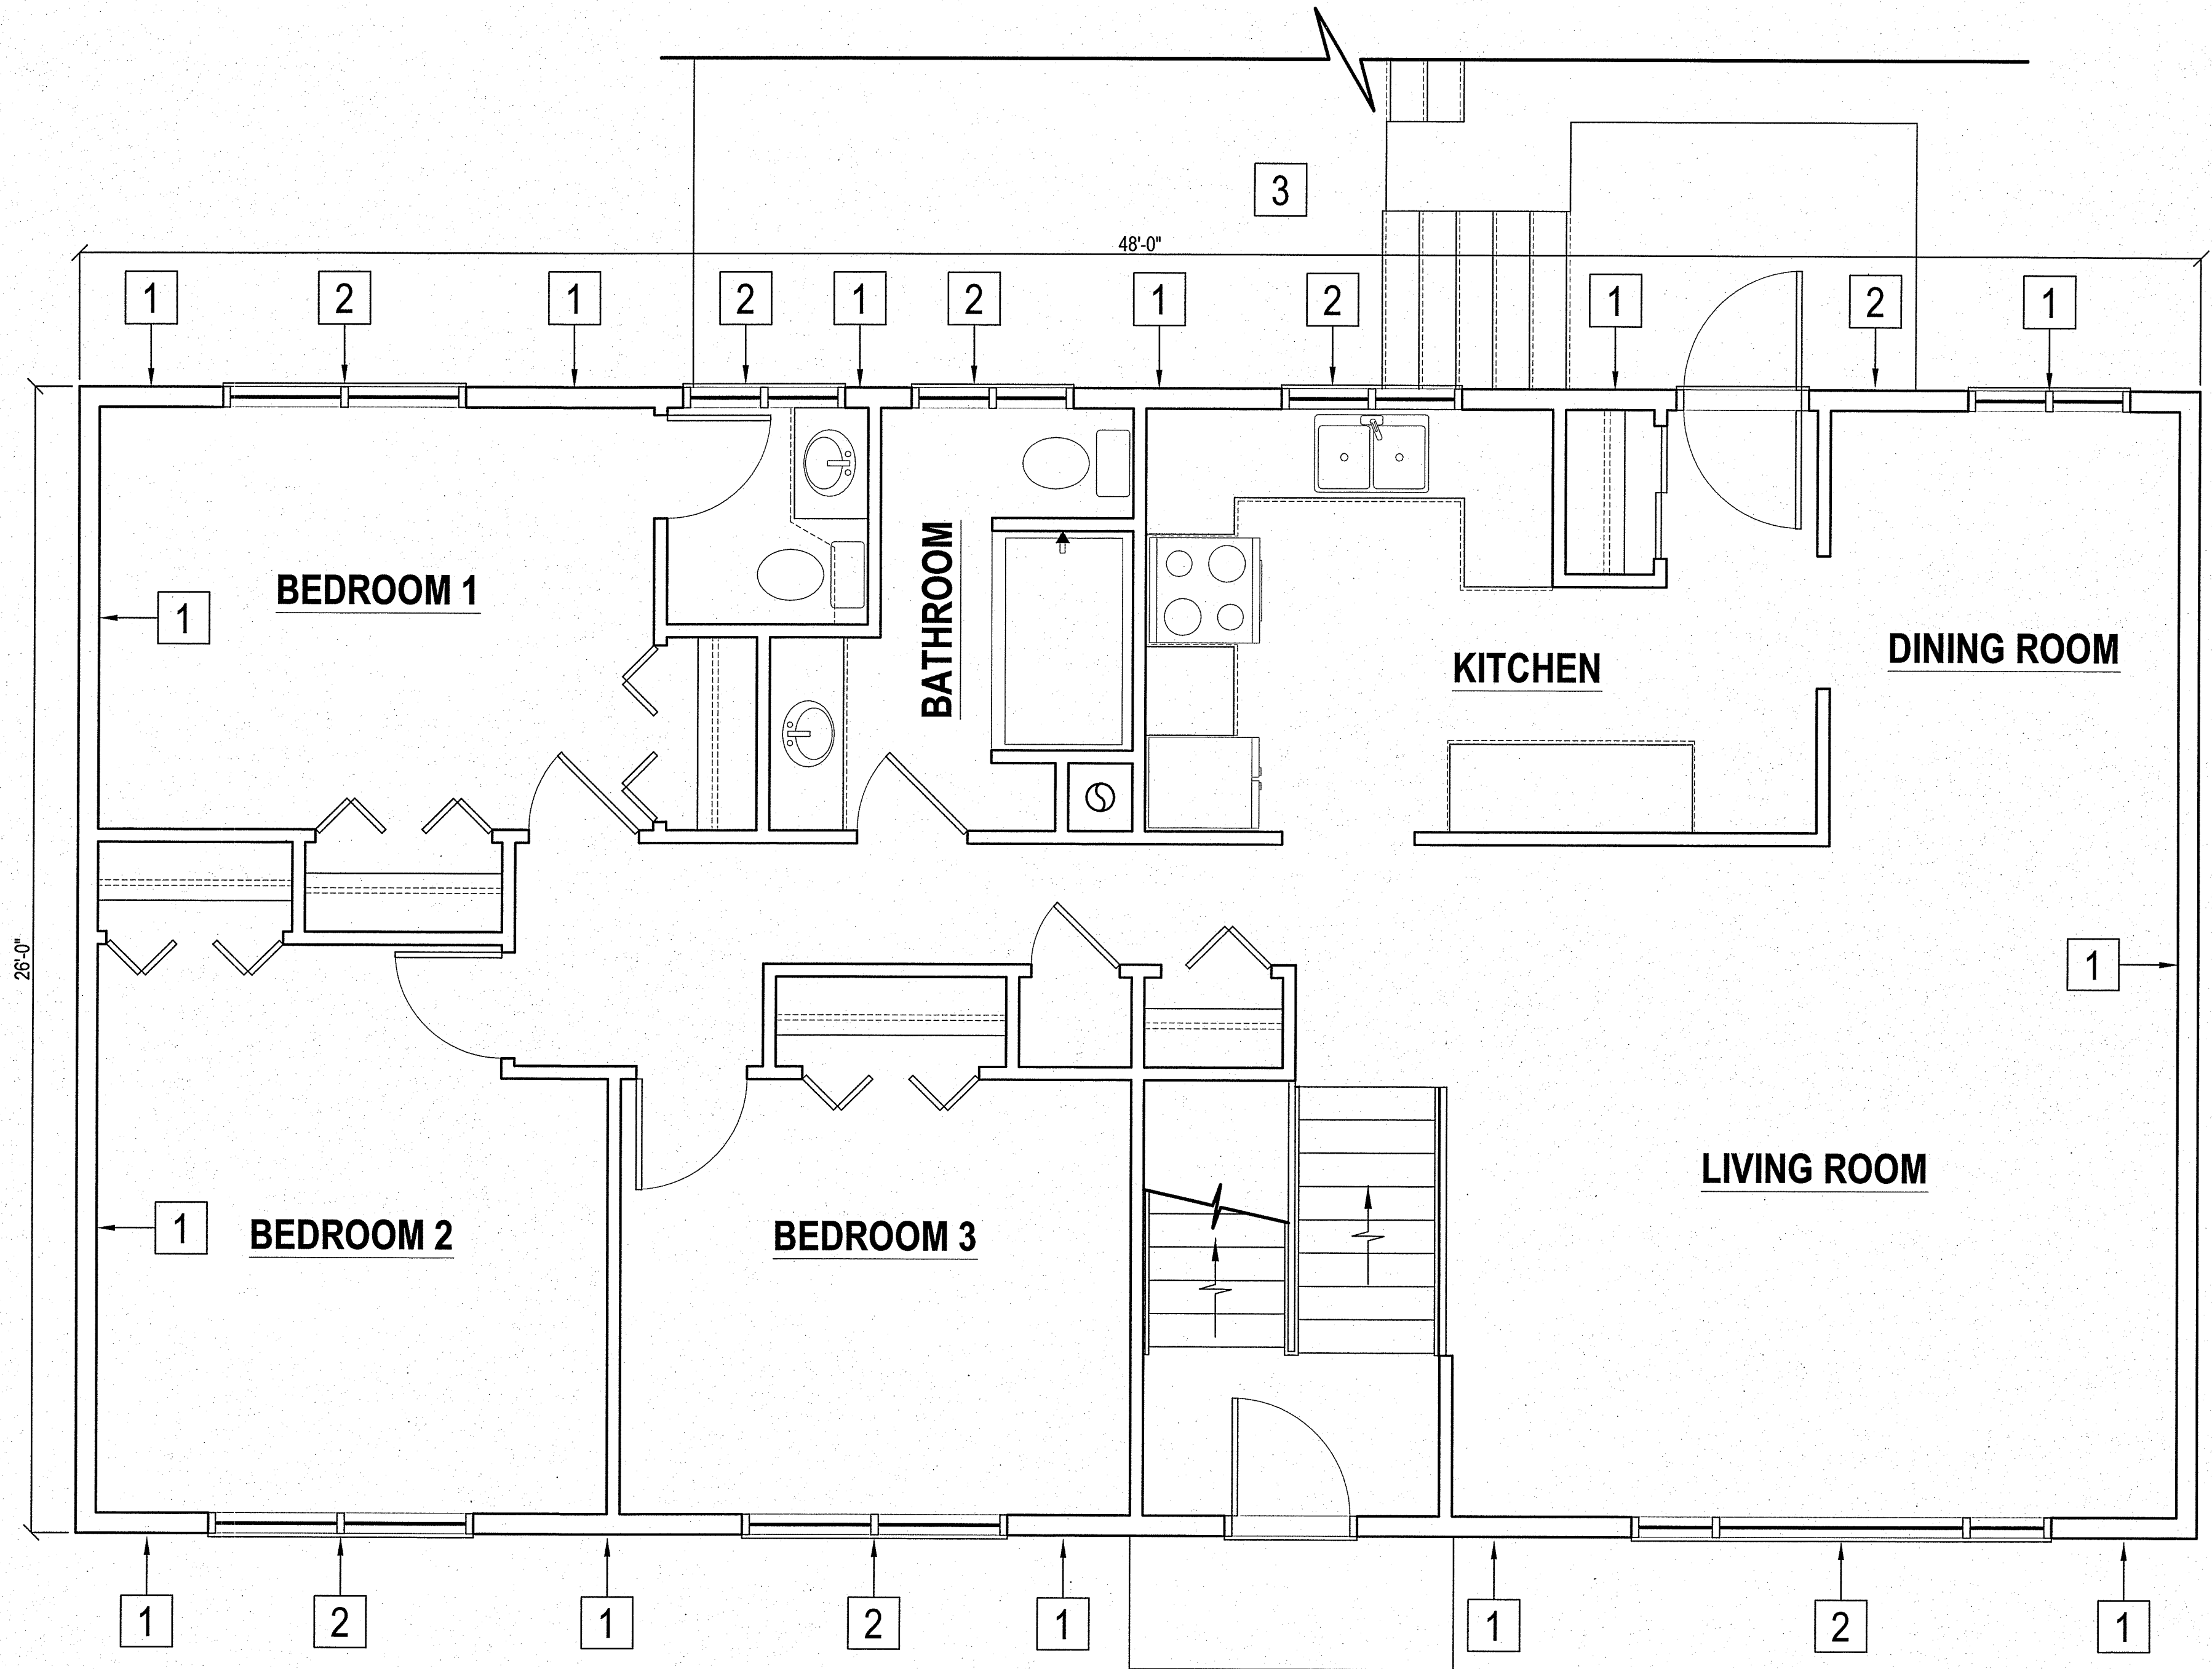 3
48'-0"
1 2 1 2 1 2 1 2 1 2 1
BEDROOM 1
1
BATHROOM
KITCHEN
DINING ROOM
26'-0"
1
1
BEDROOM 2
BEDROOM 3
LIVING ROOM
1 2 1 2 1 1 2 1